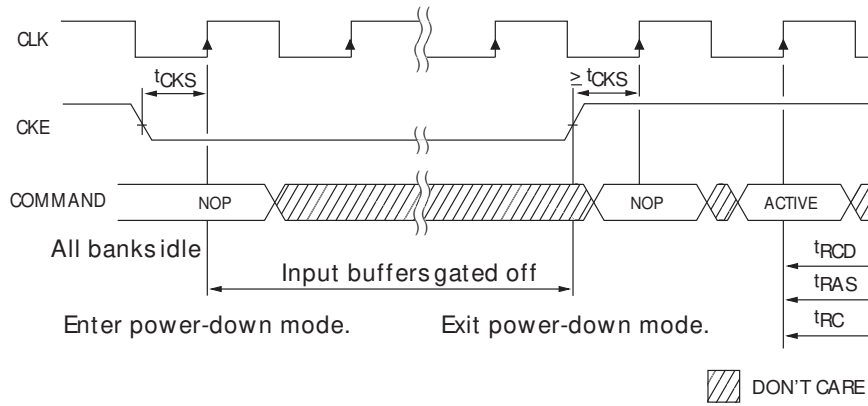 CLK
tCKS
≥ tCKS
CKE
COMMAND
NOP
NOP
ACTIVE
All banks idle
tRCD
Input buffers gated off
tRAS
Enter power-down mode.
Exit power-down mode.
tRC
DON'T CARE